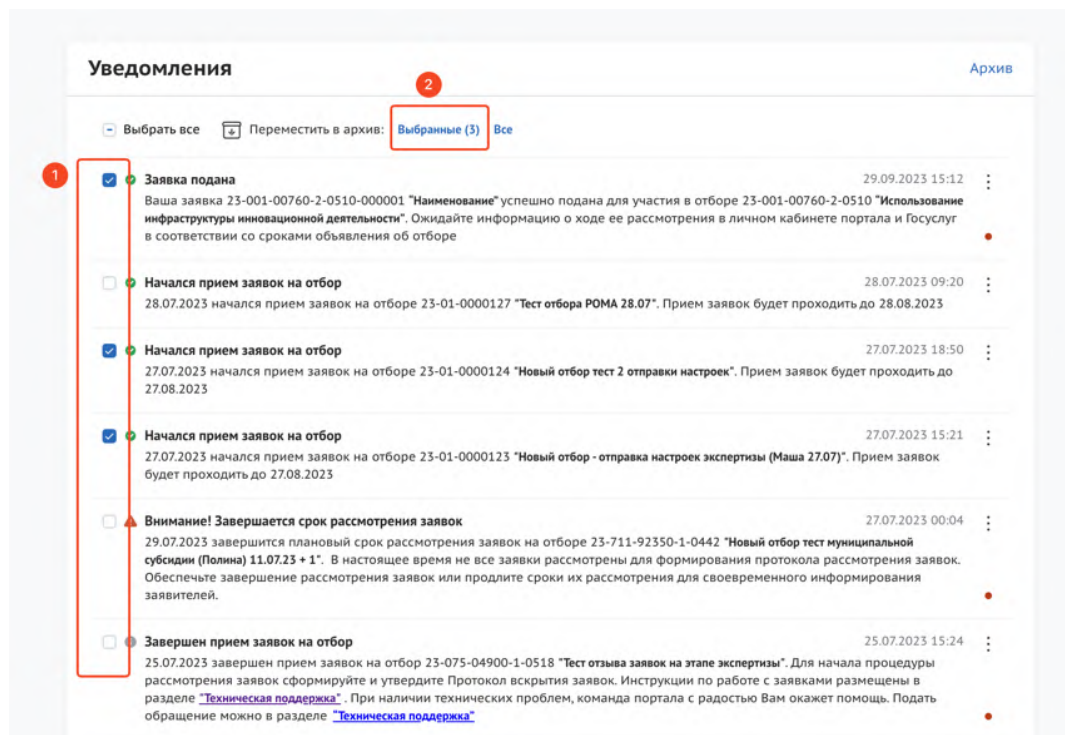 Уведомления
Архив
2
Выбрать все Переместить в архив: Выбранные (3) Все
1
Заявка подана 29.09.2023 15:12
Ваша заявка 23-001-00760-2-0510-000001 "Наименование" успешно подана для участия в отборе 23-001-00760-2-0510 "Использование
инфраструктуры инновационной деятельности". Ожидайте информацию о ходе ее рассмотрения в личном кабинете портала и Госуслуг
в соответствии со сроками объявления об отборе
Начался прием заявок на отбор 28.07.2023 09:20
28.07.2023 начался прием заявок на отборе 23-01-0000127 "Тест отбора РОМА 28.07". Прием заявок будет проходить до 28.08.2023
Начался прием заявок на отбор 27.07.2023 18:50
27.07.2023 начался прием заявок на отборе 23-01-0000124 "Новый отбор тест 2 отправки настроек". Прием заявок будет проходить до
27.08.2023
Начался прием заявок на отбор 27.07.2023 15:21
27.07.2023 начался прием заявок на отборе 23-01-0000123 "Новый отбор - отправка настроек экспертизы (Маша 27.07)". Прием заявок
будет проходить до 27.08.2023
Внимание! Завершается срок рассмотрения заявок 27.07.2023 00:04
29.07.2023 завершится плановый срок рассмотрения заявок на отборе 23-711-92350-1-0442 "Новый отбор тест муниципальной
субсидии (Полина) 11.07.23 + 1". В настоящее время не все заявки рассмотрены для формирования протокола рассмотрения заявок.
Обеспечьте завершение рассмотрения заявок или продлите сроки их рассмотрения для своевременного информирования
заявителей.
Завершен прием заявок на отбор 25.07.2023 15:24
25.07.2023 завершен прием заявок на отбор 23-075-04900-1-0518 "Тест отзыва заявок на этапе экспертизы". Для начала процедуры
рассмотрения заявок сформируйте и утвердите Протокол вскрытия заявок. Инструкции по работе с заявками размещены в
разделе "Техническая поддержка" . При наличии технических проблем, команда портала с радостью Вам окажет помощь. Подать
обращение можно в разделе "Техническая поддержка"